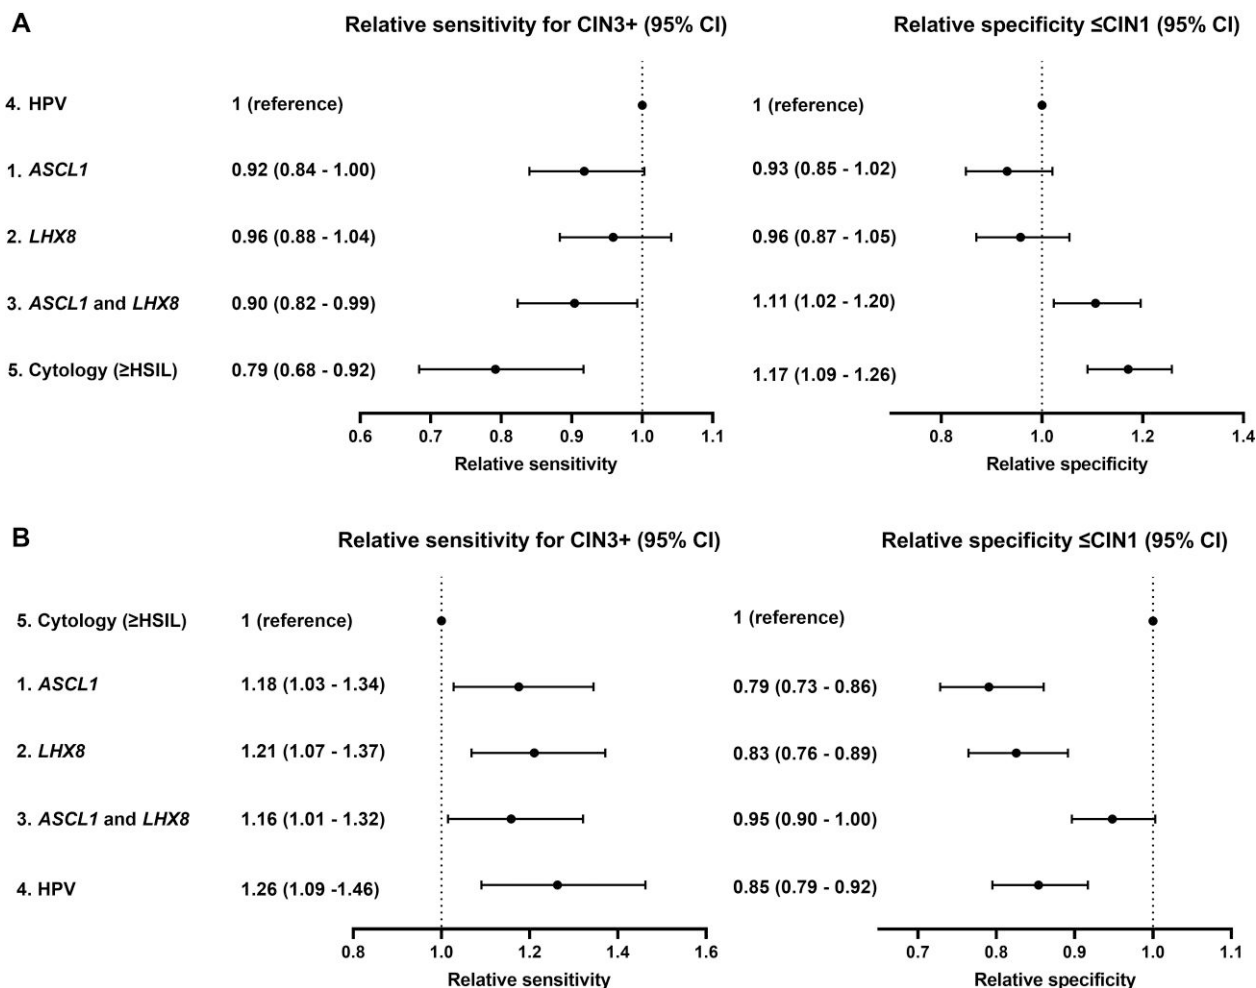 A
Relative sensitivity for CIN3+ (95% CI)
Relative specificity ≤CIN1 (95% CI)
4. HPV 1 (reference) 1 (reference)
1. ASCL1 0.92 (0.84 - 1.00) 0.93 (0.85 - 1.02)
2. LHX8 0.96 (0.88 - 1.04) 0.96 (0.87 - 1.05)
3. ASCL1 and LHX8 0.90 (0.82 - 0.99) 1.11 (1.02 - 1.20)
5. Cytology (≥HSIL) 0.79 (0.68 - 0.92) 1.17 (1.09 - 1.26)
0.6 0.7 0.8 0.9 1.0 1.1 0.8 1.0 1.2 1.4
Relative sensitivity Relative specificity
B
Relative sensitivity for CIN3+ (95% CI)
Relative specificity ≤CIN1 (95% CI)
5. Cytology (≥HSIL) 1 (reference) 1 (reference)
1. ASCL1 1.18 (1.03 - 1.34) 0.79 (0.73 - 0.86)
2. LHX8 1.21 (1.07 - 1.37) 0.83 (0.76 - 0.89)
3. ASCL1 and LHX8 1.16 (1.01 - 1.32) 0.95 (0.90 - 1.00)
4. HPV 1.26 (1.09 -1.46) 0.85 (0.79 - 0.92)
0.8 1.0 1.2 1.4 1.6 0.7 0.8 0.9 1.0 1.1
Relative sensitivity Relative specificity